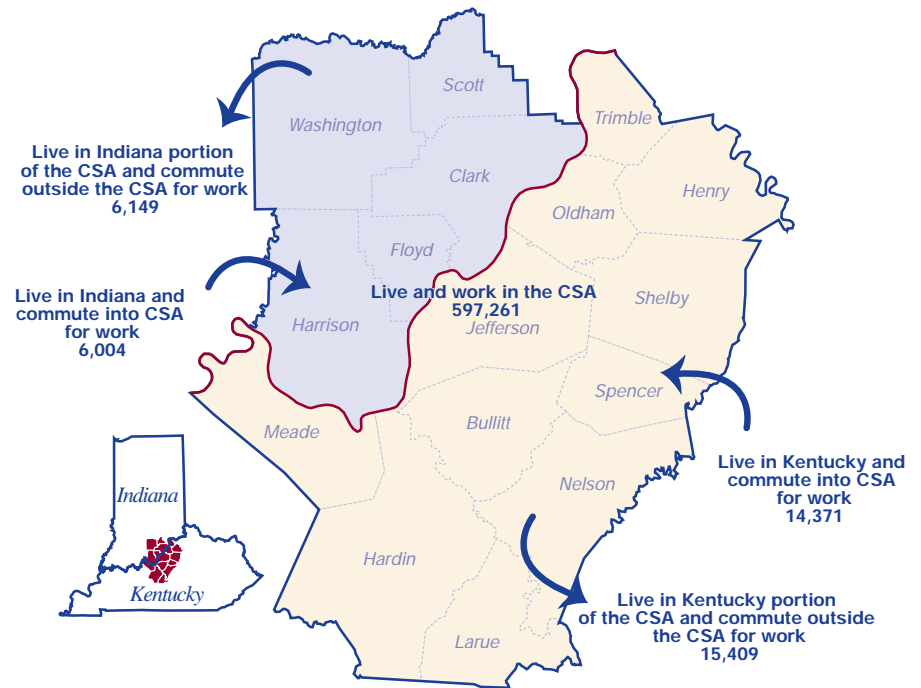 Scott
Trimble
Washington
Live in Indiana portion
of the CSA and commute
outside the CSA for work
6,149
Clark
Henry
Oldham
Floyd
Live in Indiana and
commute into CSA
for work
6,004
Live and work in the CSA
597,261
Shelby
Harrison
Jefferson
Spencer
Meade
Bullitt
Live in Kentucky and
commute into CSA
for work
14,371
Nelson
Indiana
Hardin
Kentucky
Live in Kentucky portion
of the CSA and commute outside
the CSA for work
15,409
Larue